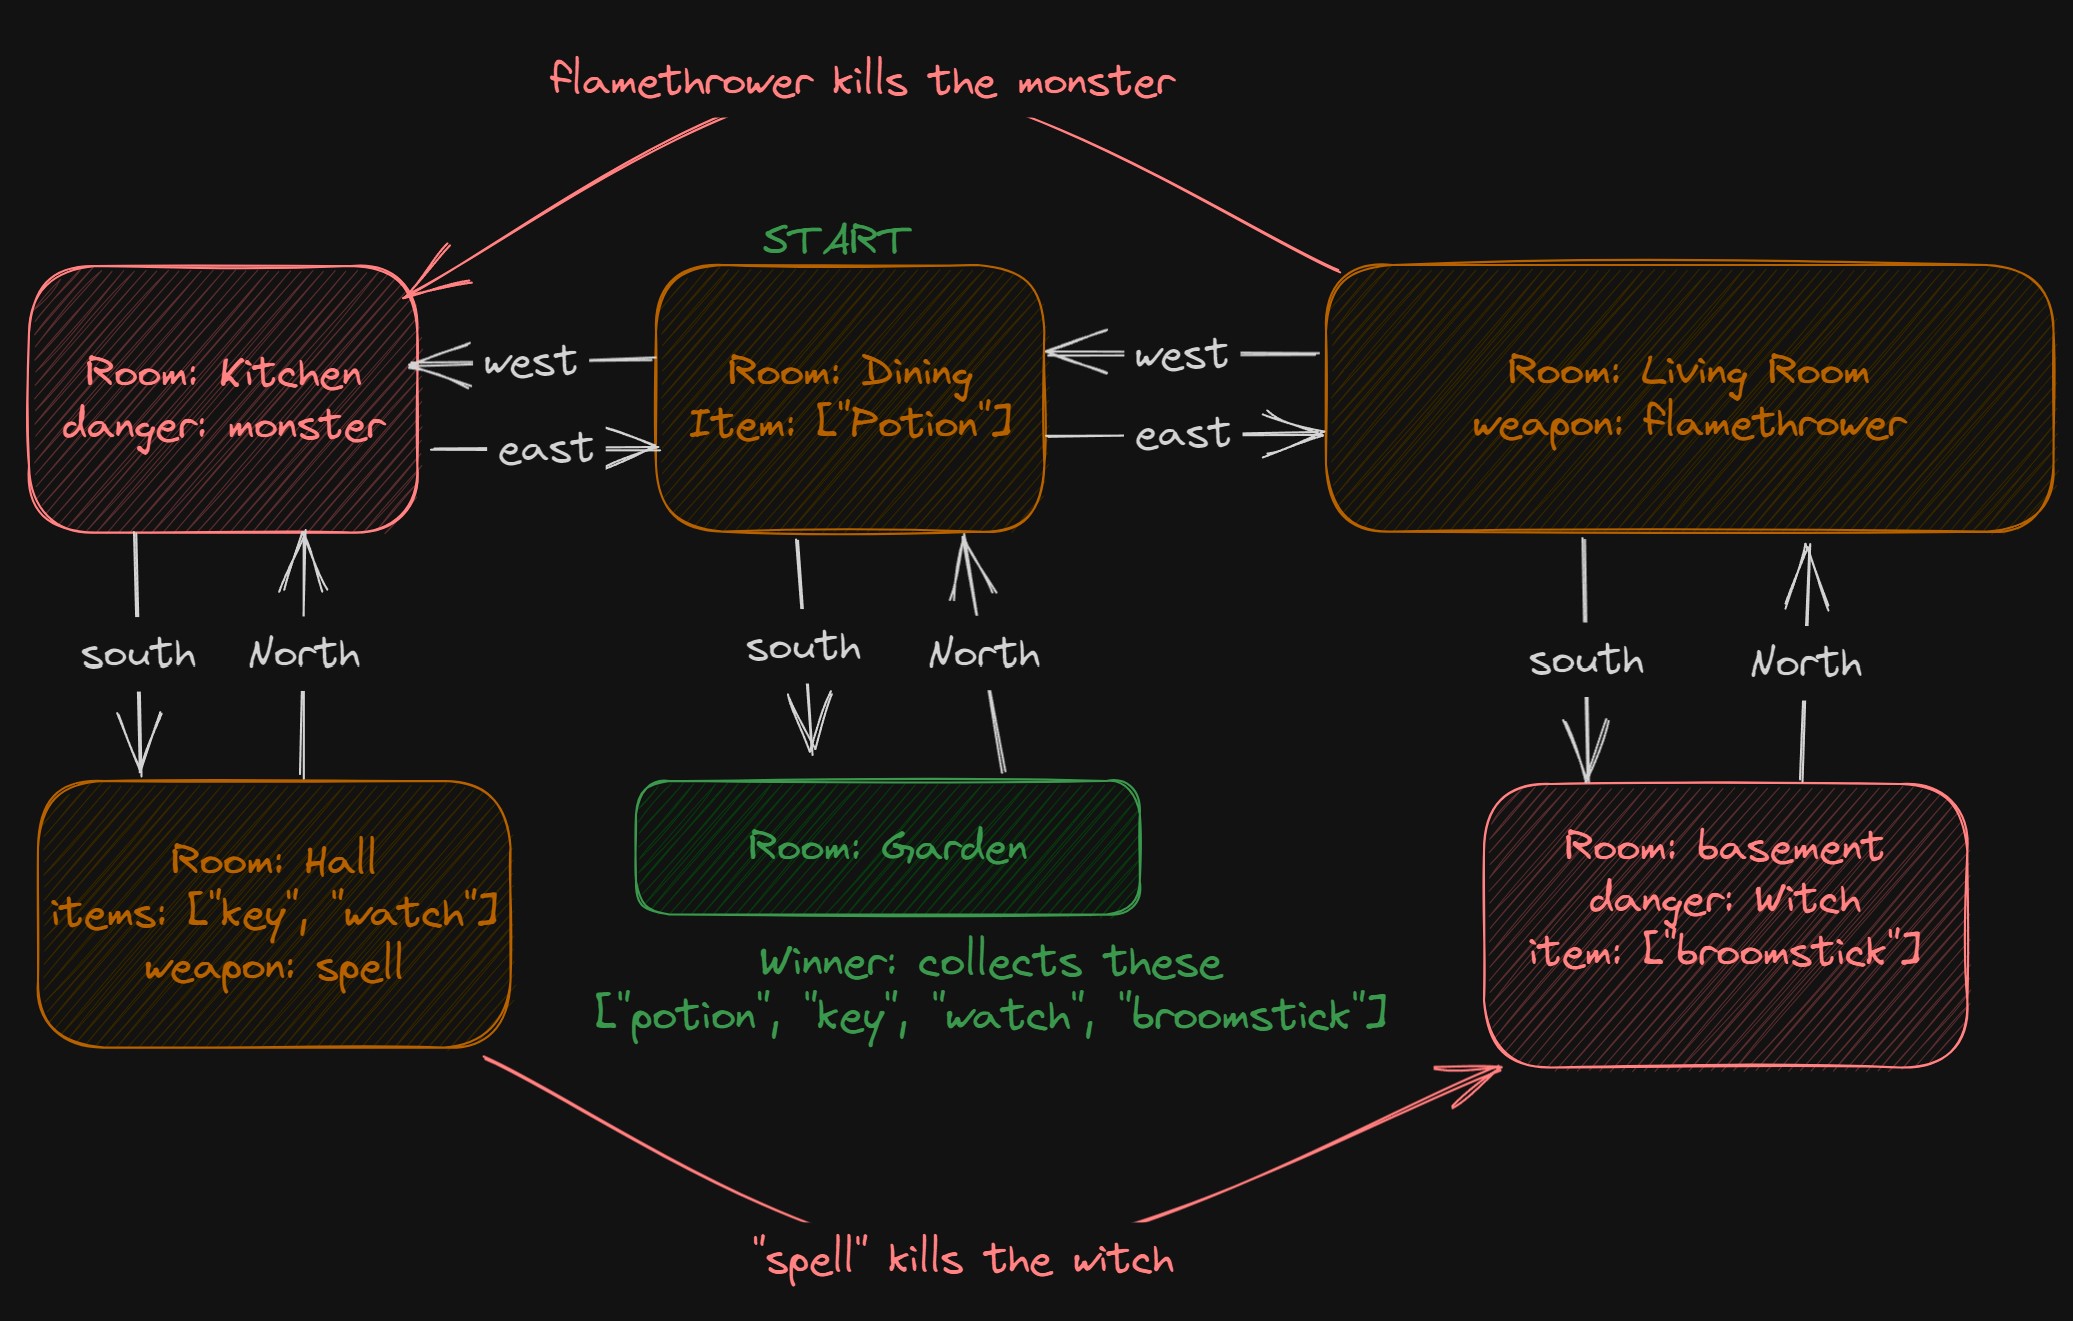 flamethrower kills the monster
START
Room: Kitchen
danger: monster
west
east
Room: Dining
Item: ["Potion"]
west
east
Room: Living Room
weapon: flamethrower
south
North
south
North
south
North
Room: Hall
items: ["key", "watch"]
weapon: spell
Room: Garden
Winner: collects these
["potion", "key", "watch", "broomstick"]
Room: basement
danger: Witch
item: ["broomstick"]
"spell" kills the witch